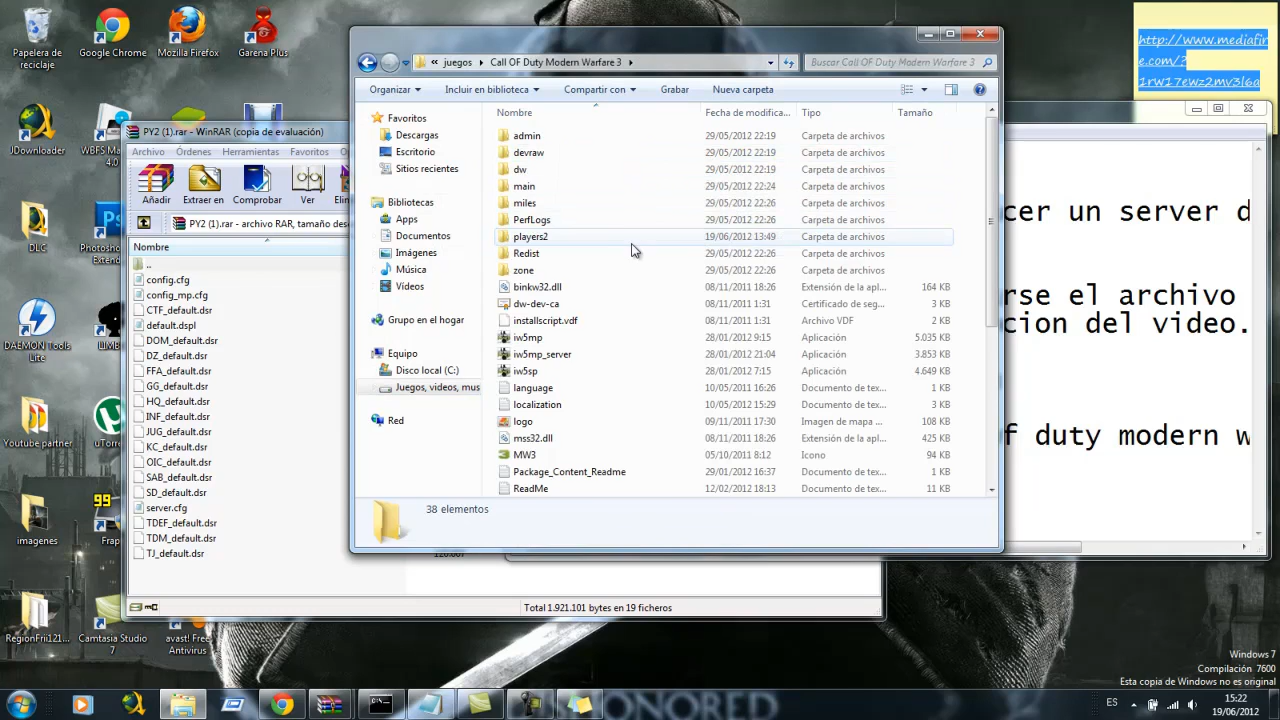 Papelera de
reciclaje
Google Chrome
Mozilla Firefox
Garena Plus
JDownloader
WBFS Ma
4.0
DLC
Photosho
DAEMON Tools
Lite
LIMB
Youtube partner
uTorre
imagenes
99
Frap
RegionFrii121...
Camtasia Studio
7
avast! Free
Antivirus
http://www.mediafir
e.com/?
1rw17ewz2mv3l6a
PY2 (1).rar - WinRAR (copia de evaluación)
Archivo Órdenes Herramientas Favoritos
Añadir Extraer en Comprobar Ver
PY2 (1).rar - archivo RAR, tamaño des
Nombre
..
config.cfg
config_mp.cfg
CTF_default.dsr
default.dspl
DOM_default.dsr
DZ_default.dsr
FFA_default.dsr
GG_default.dsr
HQ_default.dsr
INF_default.dsr
JUG_default.dsr
KC_default.dsr
OIC_default.dsr
SAB_default.dsr
SD_default.dsr
server.cfg
TDEF_default.dsr
TDM_default.dsr
TJ_default.dsr
Total 1.921.101 bytes en 19 ficheros
« juegos Call OF Duty Modern Warfare 3
Buscar Call OF Duty Modern Warfare 3
Organizar Incluir en biblioteca Compartir con Grabar Nueva carpeta
Favoritos
Descargas
Escritorio
Sitios recientes
Bibliotecas
Apps
Documentos
Imágenes
Música
Vídeos
Grupo en el hogar
Equipo
Disco local (C:)
Juegos, videos, mus
Red
Nombre Fecha de modifica... Tipo Tamaño
admin 29/05/2012 22:19 Carpeta de archivos
devraw 29/05/2012 22:19 Carpeta de archivos
dw 29/05/2012 22:19 Carpeta de archivos
main 29/05/2012 22:24 Carpeta de archivos
miles 29/05/2012 22:26 Carpeta de archivos
PerfLogs 29/05/2012 22:26 Carpeta de archivos
players2 19/06/2012 13:49 Carpeta de archivos
Redist 29/05/2012 22:26 Carpeta de archivos
zone 29/05/2012 22:26 Carpeta de archivos
binkw32.dll 08/11/2011 18:26 Extensión de la apl... 164 KB
dw-dev-ca 08/11/2011 1:31 Certificado de seg... 3 KB
installscript.vdf 08/11/2011 1:31 Archivo VDF 2 KB
iw5mp 28/01/2012 9:15 Aplicación 5.035 KB
iw5mp_server 28/01/2012 21:04 Aplicación 3.853 KB
iw5sp 28/01/2012 7:15 Aplicación 4.649 KB
language 10/05/2011 16:26 Documento de tex... 1 KB
localization 10/05/2012 15:29 Documento de tex... 3 KB
logo 09/11/2011 17:30 Imagen de mapa ... 108 KB
mss32.dll 08/11/2011 18:26 Extensión de la apl... 425 KB
MW3 05/10/2011 8:12 Icono 94 KB
Package_Content_Readme 29/01/2012 16:37 Documento de tex... 1 KB
ReadMe 12/02/2012 18:13 Documento de tex... 11 KB
38 elementos
cer un server d
rse el archivo
cion del video.
f duty modern w
ONORED
Windows 7
Compilación 7600
Esta copia de Windows no es original
ES
15:22
19/06/2012